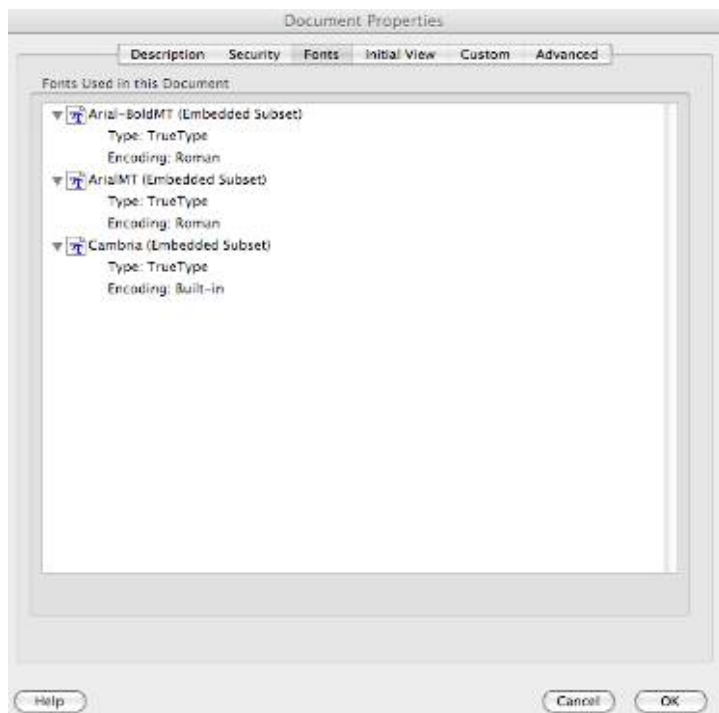 Document Properties
Description Security Fonts Initial View Custom Advanced
Fonts Used in this Document
Arial-BoldMT (Embedded Subset)
Type: TrueType
Encoding: Roman
ArialMT (Embedded Subset)
Type: TrueType
Encoding: Roman
Cambria (Embedded Subset)
Type: TrueType
Encoding: Built-in
Help Cancel OK